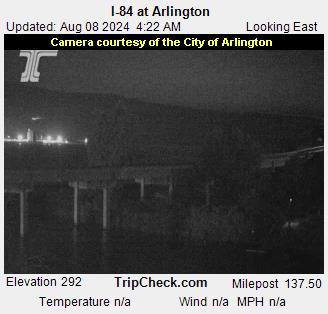 I-84 at Arlington
Updated: Aug 08 2024 4:22 AM Looking East
Camera courtesy of the City of Arlington
Elevation 292 TripCheck.com Milepost 137.50
Temperature n/a Wind n/a MPH n/a